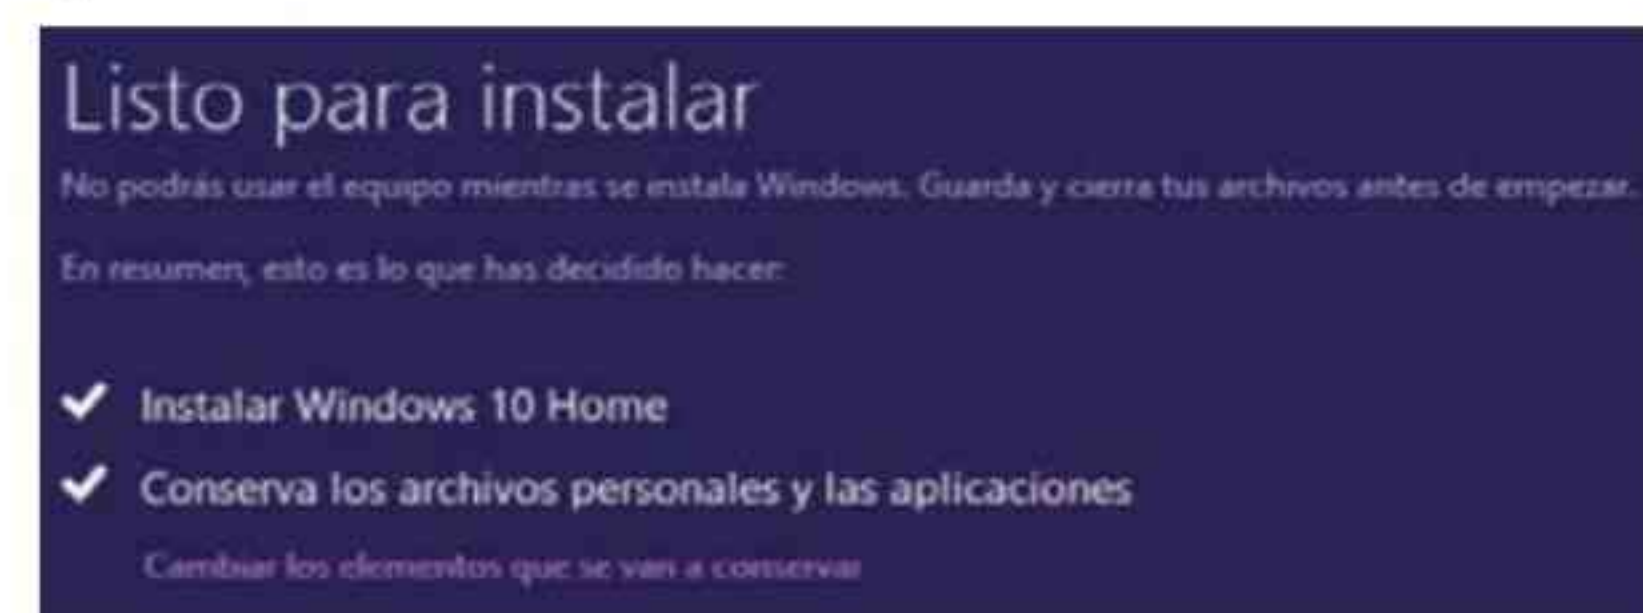 Listo para instalar
No podrás usar el equipo mientras se instala Windows. Guarda y cierra tus archivos antes de empezar.
En resumen, esto es lo que has decidido hacer:
Instalar Windows 10 Home
Conserva los archivos personales y las aplicaciones
Cambiar los elementos que se van a conservar